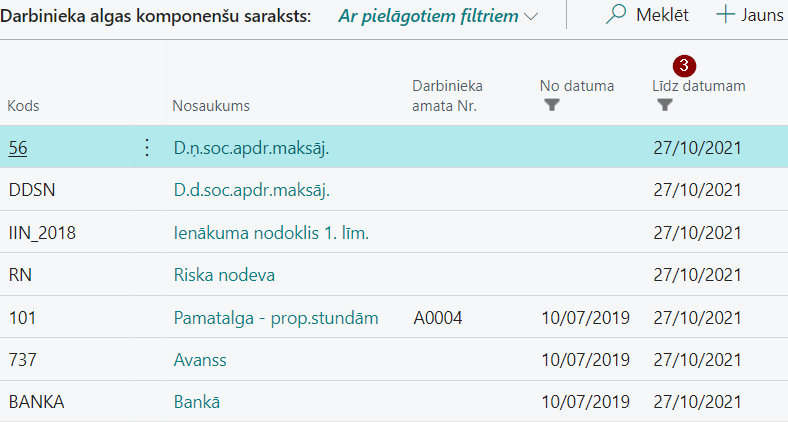 Darbinieka algas komponenšu saraksts: Ar pielāgotiem filtriem Meklēt Jauns
3
Kods Nosaukums Darbinieka amata Nr. No datuma Līdz datumam
56 D.ņ.soc.apdr.maksāj. 27/10/2021
DDSN D.d.soc.apdr.maksāj. 27/10/2021
IIN_2018 Ienākuma nodoklis 1. līm. 27/10/2021
RN Riska nodeva 27/10/2021
101 Pamatalga - prop.stundām A0004 10/07/2019 27/10/2021
737 Avanss 10/07/2019 27/10/2021
BANKA Bankā 10/07/2019 27/10/2021